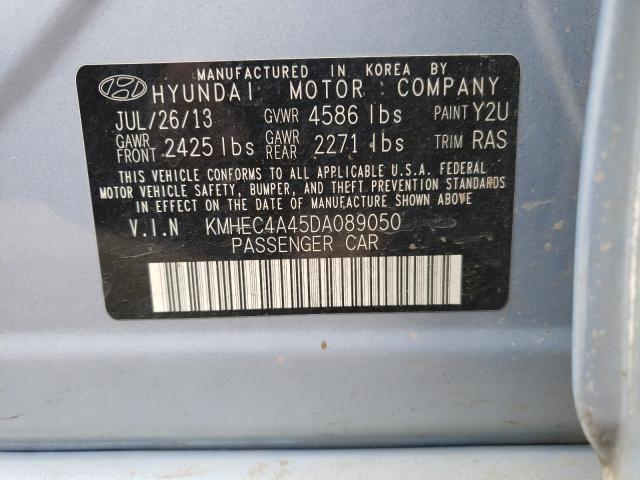 MANUFACTURED IN KOREA BY
HYUNDAI MOTOR COMPANY
JUL/26/13 GVWR 4586 lbs PAINT Y2U
GAWR FRONT 2425 lbs GAWR REAR 2271 lbs TRIM RAS
THIS VEHICLE CONFORMS TO ALL APPLICABLE U.S.A. FEDERAL
MOTOR VEHICLE SAFETY, BUMPER, AND THEFT PREVENTION STANDARDS
IN EFFECT ON THE DATE OF MANUFACTURE SHOWN ABOVE
V.I.N KMHEC4A45DA089050
PASSENGER CAR